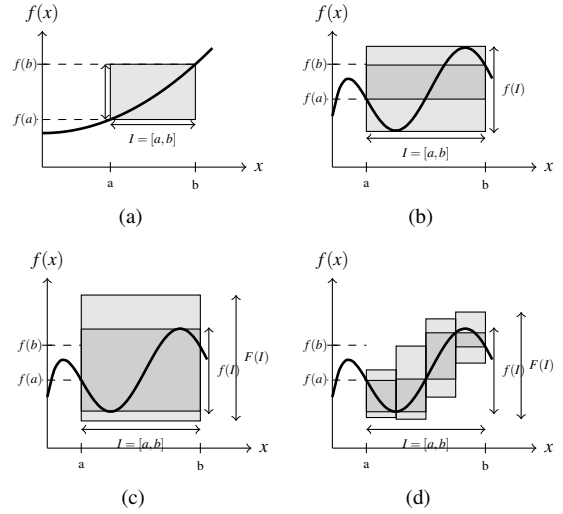 f(x)
f(b)
f(a)
I = [a,b]
a
b
x
(a)
f(x)
f(b)
f(a)
f(I)
I = [a,b]
a
b
x
(b)
f(x)
f(b)
f(a)
f(I)
F(I)
I = [a,b]
a
b
x
(c)
f(x)
f(b)
f(a)
f(I)
F(I)
I = [a,b]
a
b
x
(d)